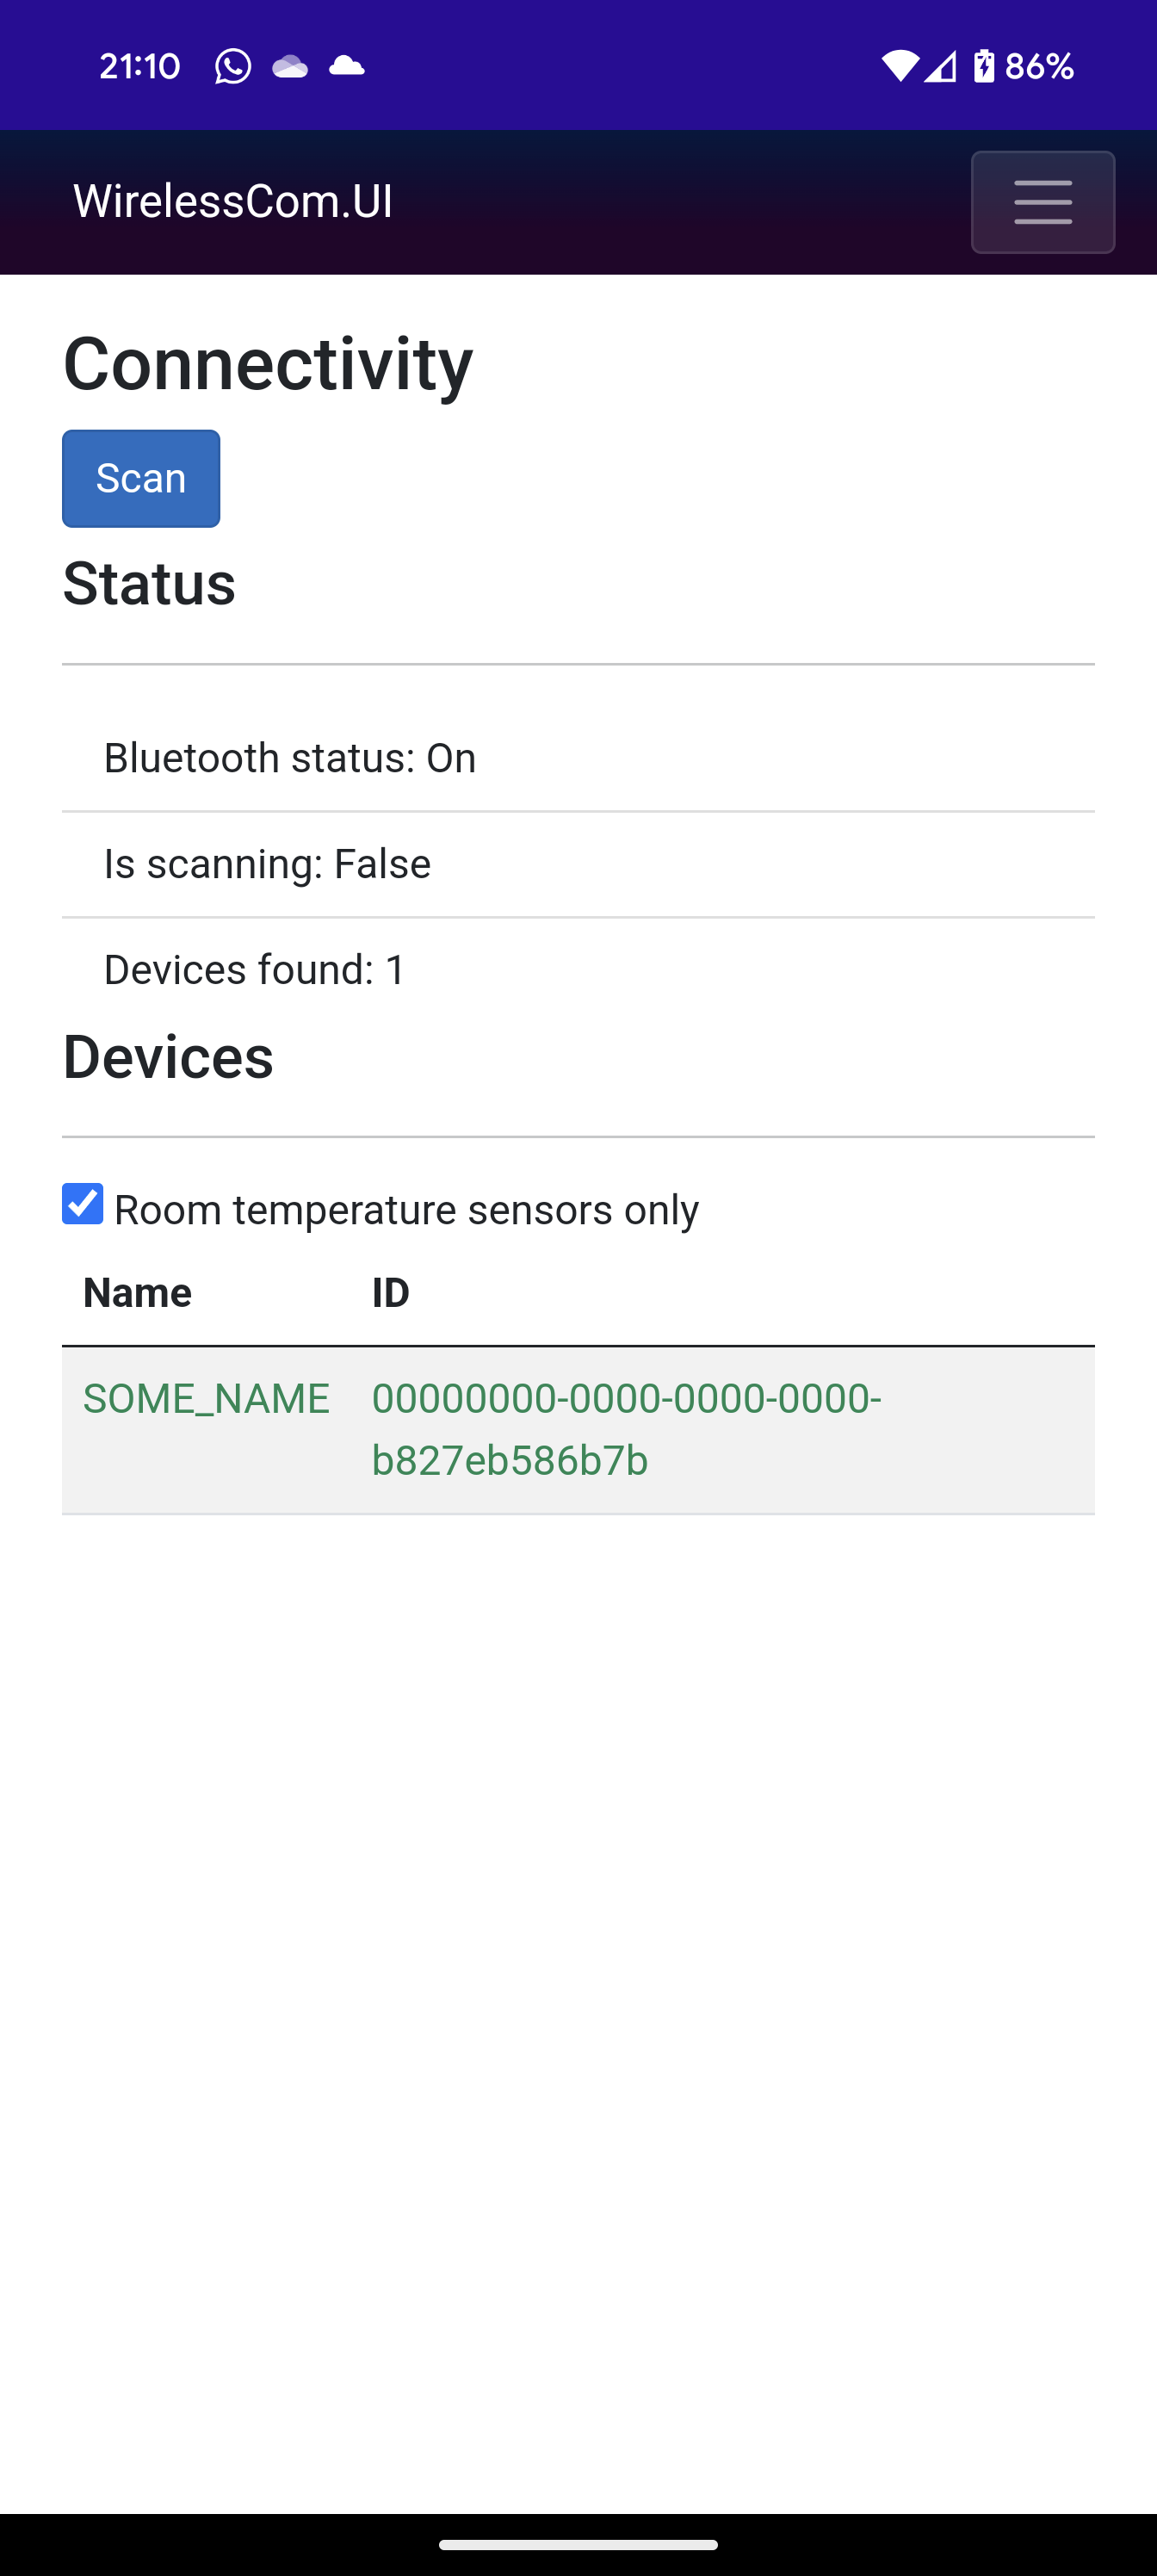 21:10 86%
WirelessCom.UI
Connectivity
Scan
Status
Bluetooth status: On
Is scanning: False
Devices found: 1
Devices
Room temperature sensors only
Name ID
SOME_NAME 00000000-0000-0000-0000-
b827eb586b7b